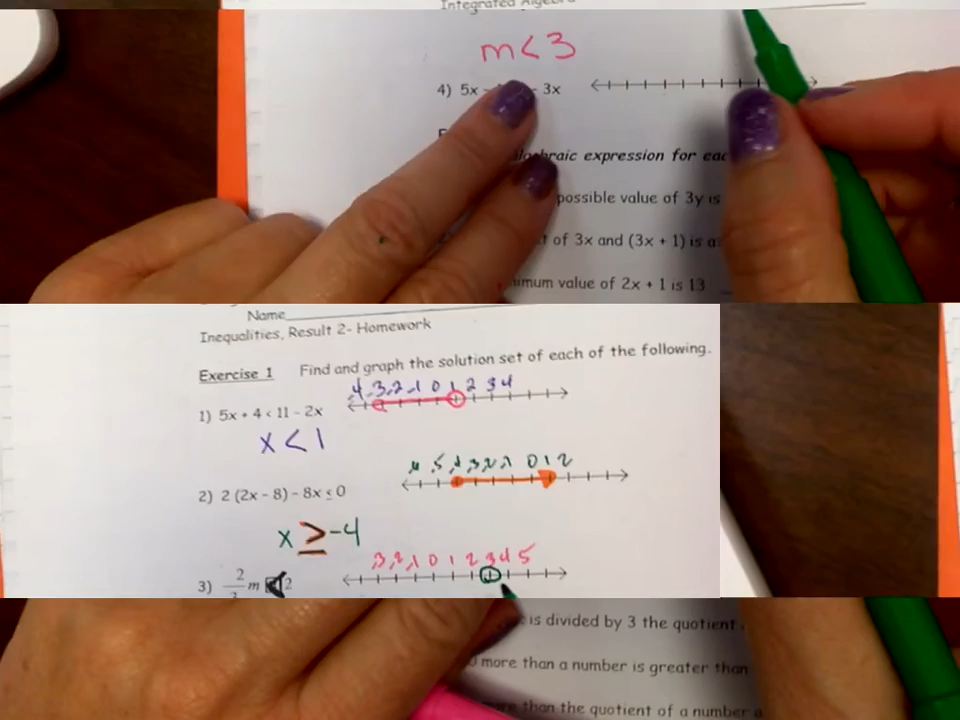 Integrated Algebra
m < 3
4) 5x - 3x
algebraic expression for each
possible value of 3y is
of 3x and (3x + 1) is a
imum value of 2x + 1 is 13
Name
Inequalities, Result 2- Homework
Exercise 1 Find and graph the solution set of each of the following.
-4 -3 -2 -1 0 1 2 3 4
1) 5x + 4 < 11 - 2x
x < 1
-5 -4 -3 -2 -1 0 1 2
2) 2 (2x - 8) - 8x ≤ 0
x ≥ -4
-3 -2 -1 0 1 2 3 4 5
3) 2 m < 2
is divided by 3 the quotient
more than a number is greater than
more than the quotient of a number